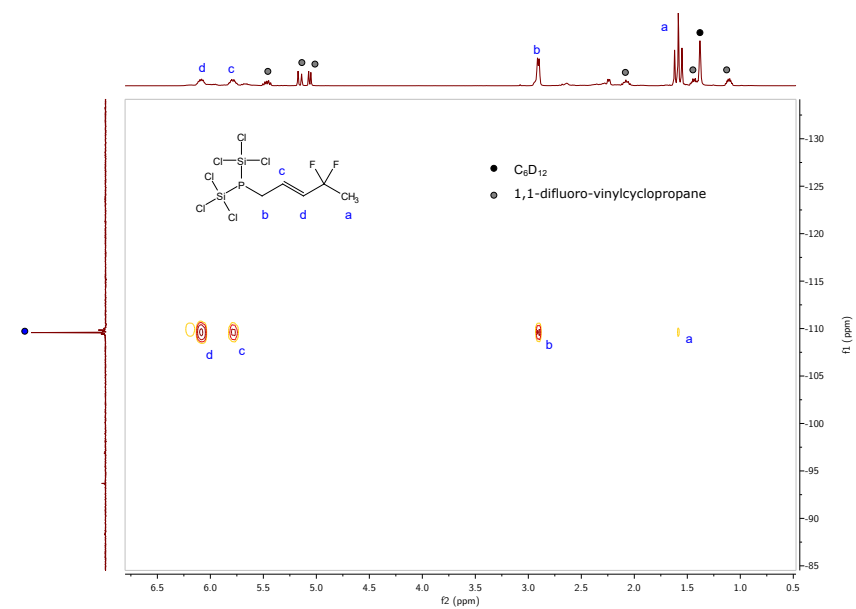 d
c
b
a
Cl
Cl
Si
Cl
Cl
P
Si
Cl
Cl
c
F
F
b
d
CH3
a
C6D12
1,1-difluoro-vinylcyclopropane
d
c
b
a
-130
-125
-120
-115
-110
-105
-100
-95
-90
-85
f1 (ppm)
6.5 6.0 5.5 5.0 4.5 4.0 3.5 3.0 2.5 2.0 1.5 1.0 0.5
f2 (ppm)